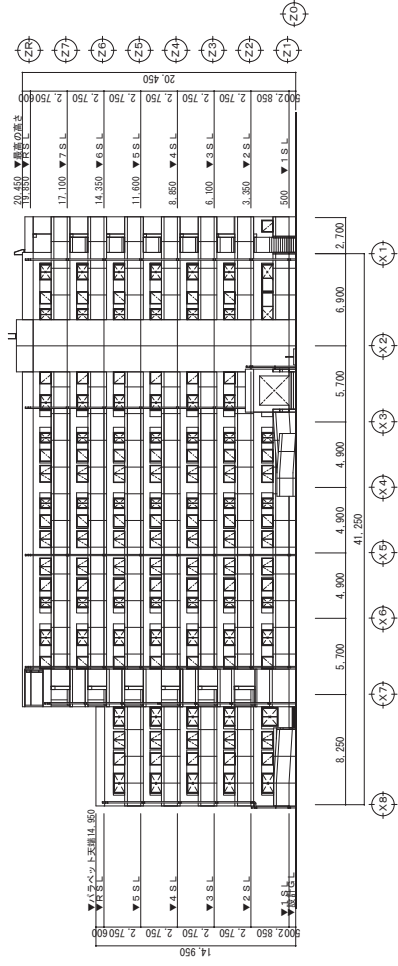 ZR
Z7
Z6
Z5
Z4
Z3
Z2
Z1
Z0
20.450
600
2.750
2.750
2.750
2.750
2.750
2.750
2.850
500
20.450 ▼最高の高さ
19.850 ▼RSL
17.100 ▼7SL
14.350 ▼6SL
11.600 ▼5SL
8.850 ▼4SL
6.100 ▼3SL
3.350 ▼2SL
500 ▼1SL
▼パラペット天端14.950
▼RSL
▼5SL
▼4SL
▼3SL
▼2SL
▼1SL
▼設計GL
600
2.750
2.750
2.750
2.750
2.850
500
14.950
8,250
5,700
4,900
4,900
4,900
5,700
6,900
2,700
41,250
X8
X7
X6
X5
X4
X3
X2
X1